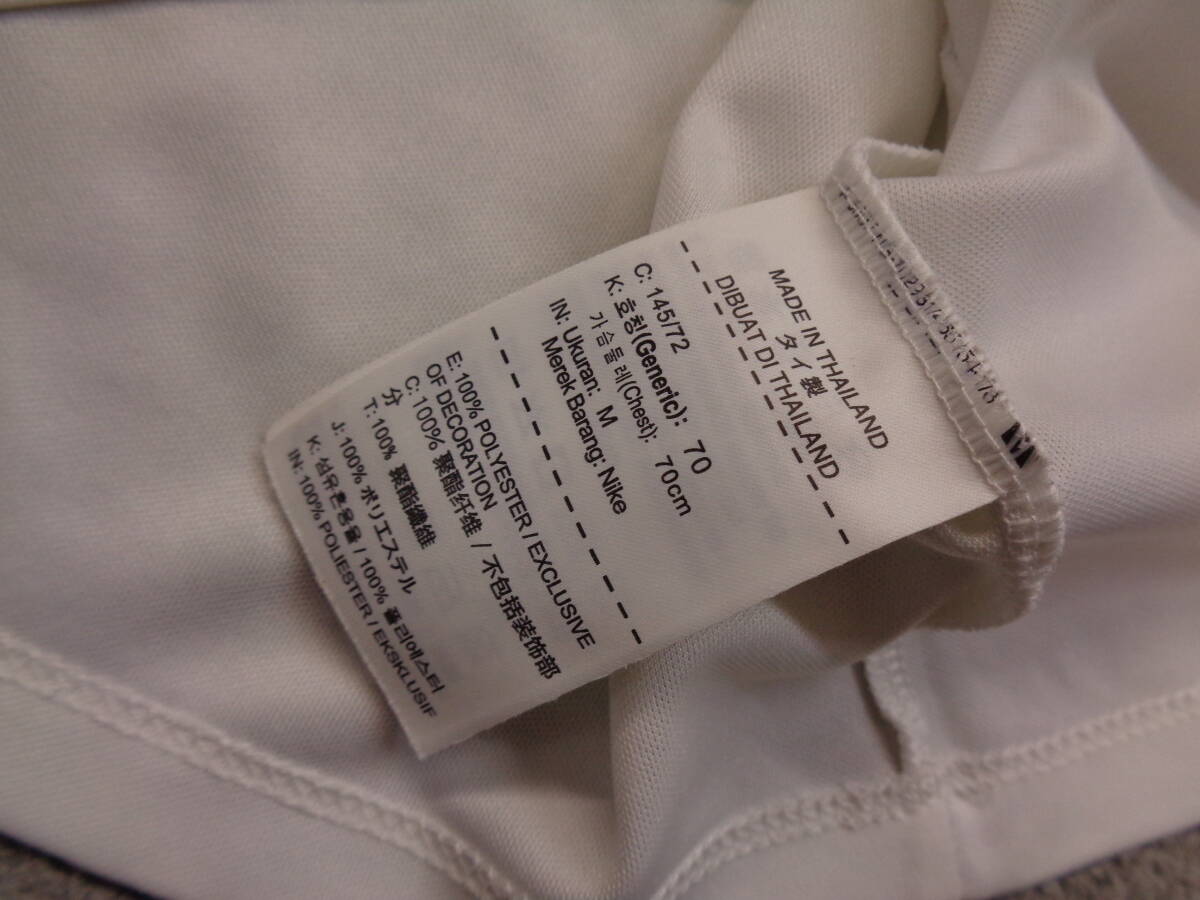 MADE IN THAILAND
タイ製
DIBUAT DI THAILAND
C: 145/72
K: 호칭(Generic): 70
가슴둘레(Chest): 70cm
IN: Ukuran: M
Merek Barang: Nike
E: 100% POLYESTER / EXCLUSIVE
OF DECORATION
C: 100% 聚酯纤维 / 不包括装饰部
分
T: 100% 聚酯纖維
J: 100% ポリエステル
K: 섬유혼용율 / 100% 폴리에스터
IN: 100% POLIESTER / EKSKLUSIF